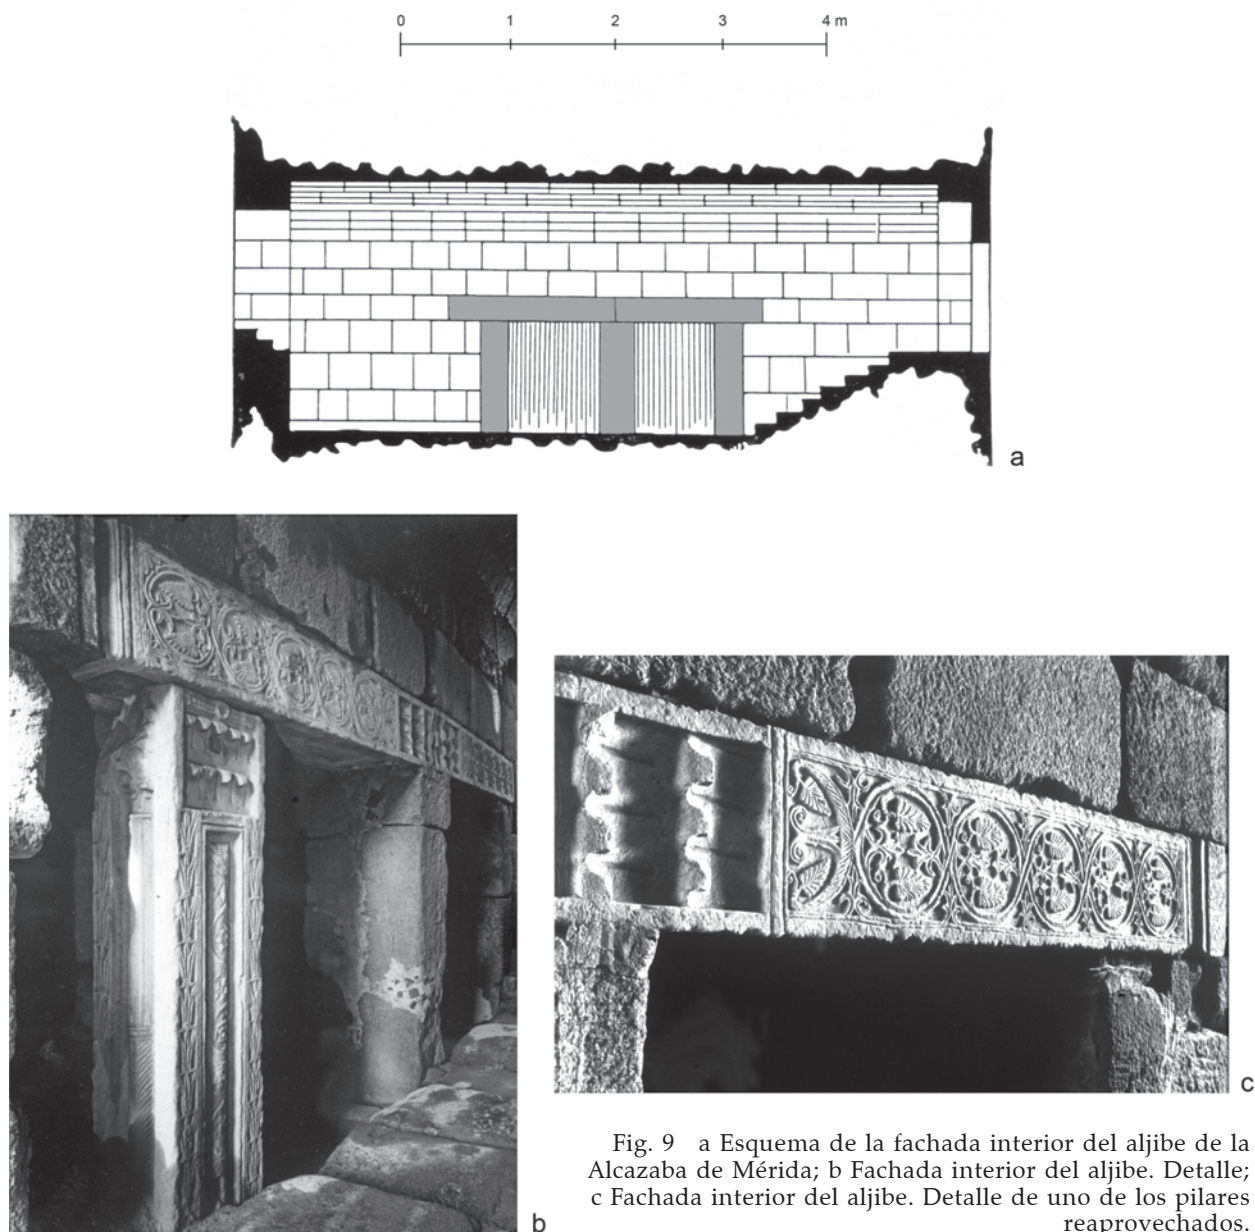 0 1 2 3 4 m
a
b
c
Fig. 9 a Esquema de la fachada interior del aljibe de la
Alcazaba de Mérida; b Fachada interior del aljibe. Detalle;
c Fachada interior del aljibe. Detalle de uno de los pilares
reaprovechados.